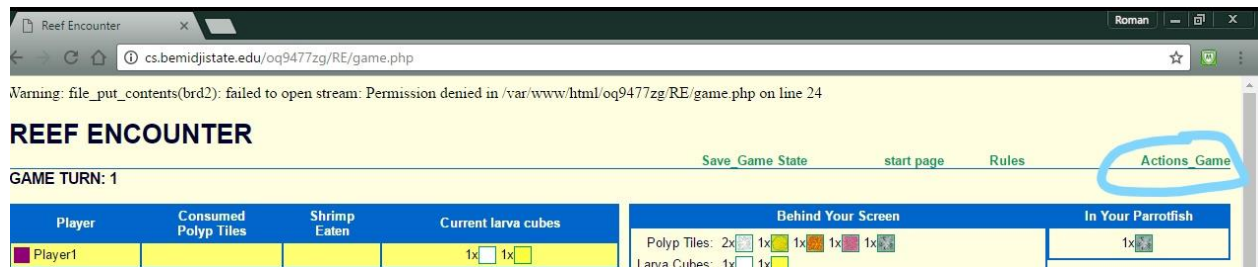 Reef Encounter
Roman
cs.bemidjistate.edu/oq9477zg/RE/game.php
Warning: file_put_contents(brd2): failed to open stream: Permission denied in /var/www/html/oq9477zg/RE/game.php on line 24
REEF ENCOUNTER
Save_Game State start page Rules Actions_Game
GAME TURN: 1
Player Consumed Polyp Tiles Shrimp Eaten Current larva cubes
Player1 1x 1x
Behind Your Screen In Your Parrotfish
Polyp Tiles: 2x 1x 1x 1x 1x 1x
Larva Cubes: 1x 1x